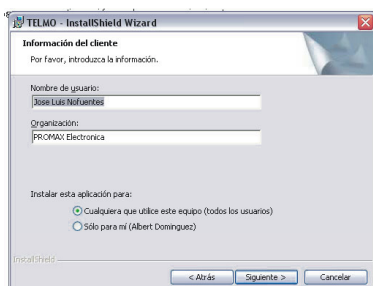 TELMO - InstallShield Wizard
Información del cliente
Por favor, introduzca la información.
Nombre de usuario:
Jose Luis Nofuentes
Organización:
PROMAX Electronica
Instalar esta aplicación para:
Cualquiera que utilice este equipo (todos los usuarios)
Sólo para mí (Albert Dominguez)
InstallShield
< Atrás
Siguiente >
Cancelar